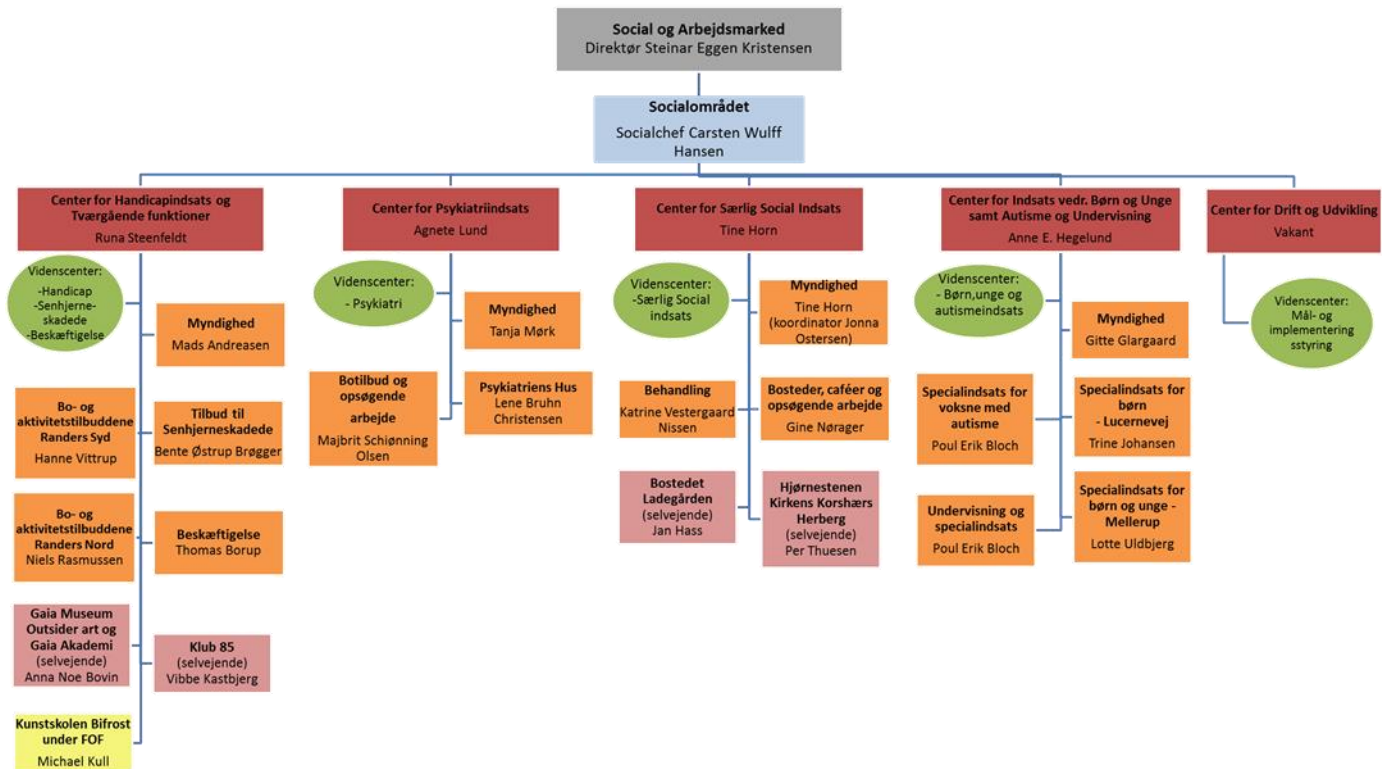 Social og Arbejdsmarked
Direktør Steinar Eggen Kristensen
Socialområdet
Socialchef Carsten Wulff
Hansen
Center for Handicapindsats og
Tværgående funktioner
Runa Steenfeldt
Center for Psykiatriindsats
Agnete Lund
Center for Særlig Social Indsats
Tine Horn
Center for Indsats vedr. Børn og Unge
samt Autisme og Undervisning
Anne E. Hegelund
Center for Drift og Udvikling
Vakant
Videnscenter:
-Handicap
-Senhjerne-
skadede
-Beskæftigelse
Myndighed
Mads Andreasen
Bo- og
aktivitetstilbuddene
Randers Syd
Hanne Vittrup
Tilbud til
Senhjerneskadede
Bente Østrup Brøgger
Bo- og
aktivitetstilbuddene
Randers Nord
Niels Rasmussen
Beskæftigelse
Thomas Borup
Gaia Museum
Outsider art og
Gaia Akademi
(selvejende)
Anna Noe Bovin
Klub 85
(selvejende)
Vibbe Kastbjerg
Kunstskolen Bifrost
under FOF
Michael Kull
Videnscenter:
- Psykiatri
Myndighed
Tanja Mørk
Botilbud og
opsøgende
arbejde
Majbrit Schiønning
Olsen
Psykiatriens Hus
Lene Bruhn
Christensen
Videnscenter:
-Særlig Social
indsats
Myndighed
Tine Horn
(koordinator Jonna
Ostersen)
Behandling
Katrine Vestergaard
Nissen
Bosteder, caféer og
opsøgende arbejde
Gine Nørager
Bostedet
Ladegården
(selvejende)
Jan Hass
Hjørnestenen
Kirkens Korshærs
Herberg
(selvejende)
Per Thuesen
Videnscenter:
- Børn,unge og
autismeindsats
Myndighed
Gitte Glargaard
Specialindsats for
voksne med
autisme
Poul Erik Bloch
Specialindsats for
børn
- Lucernevej
Trine Johansen
Undervisning og
specialindsats
Poul Erik Bloch
Specialindsats for
børn og unge -
Mellerup
Lotte Uldbjerg
Videnscenter:
Mål- og
implementering
sstyring